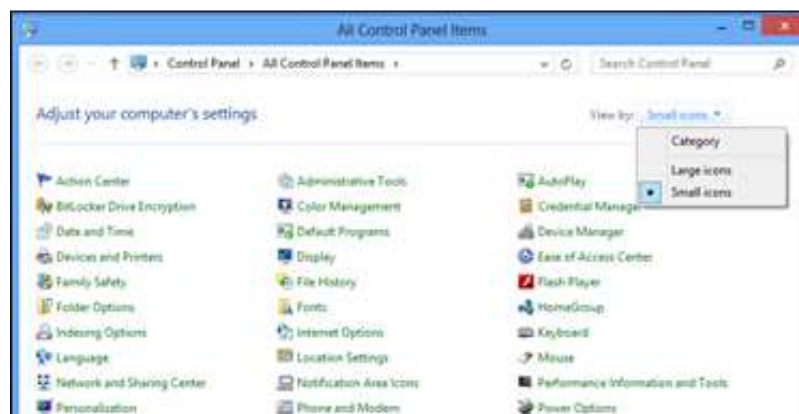 All Control Panel Items
Control Panel All Control Panel Items Search Control Panel
Adjust your computer's settings View by: Small icons
Category
Large icons
Small icons
Action Center Administrative Tools AutoPlay
BitLocker Drive Encryption Color Management Credential Manager
Date and Time Default Programs Device Manager
Devices and Printers Display Ease of Access Center
Family Safety File History Flash Player
Folder Options Fonts HomeGroup
Indexing Options Internet Options Keyboard
Language Location Settings Mouse
Network and Sharing Center Notification Area Icons Performance Information and Tools
Personalization Phone and Modem Power Options